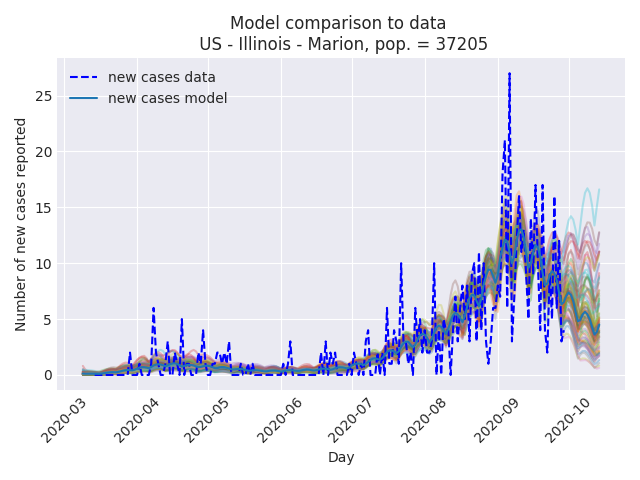 Model comparison to data
US - Illinois - Marion, pop. = 37205
new cases data
new cases model
Number of new cases reported
25
20
15
10
5
0
2020-03
2020-04
2020-05
2020-06
2020-07
2020-08
2020-09
2020-10
Day